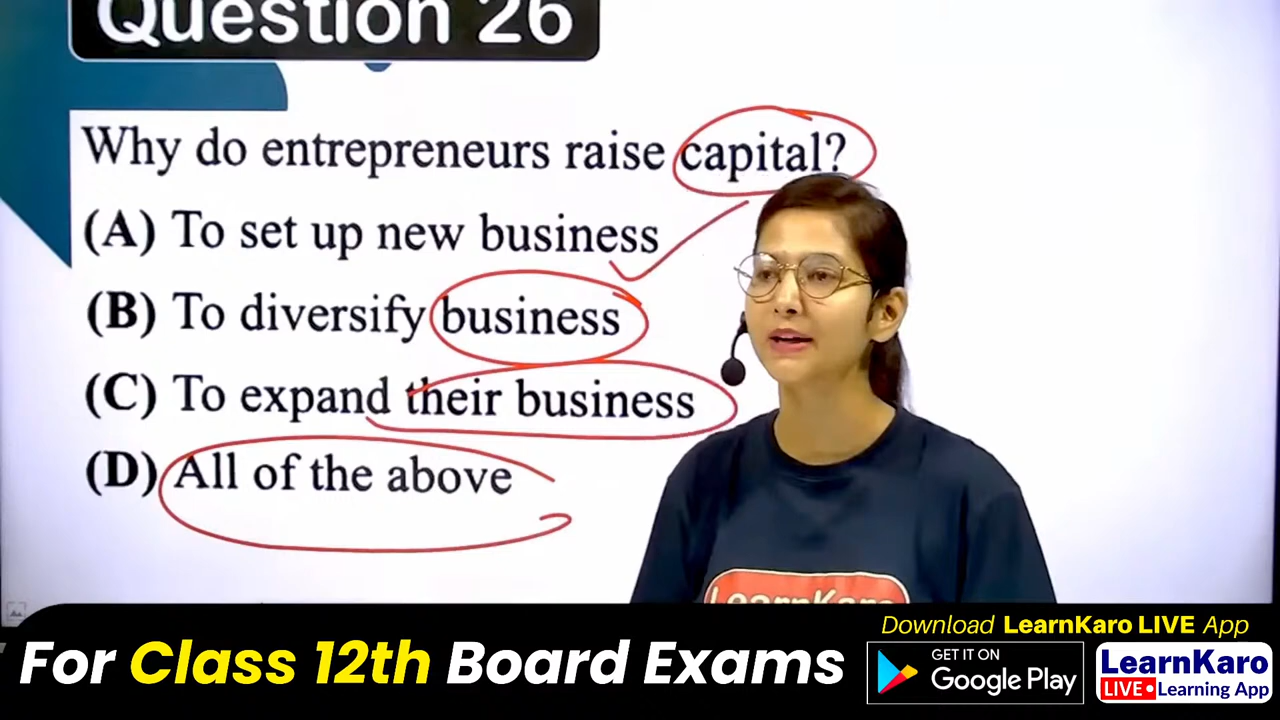 Question 26
Why do entrepreneurs raise capital?
(A) To set up new business
(B) To diversify business
(C) To expand their business
(D) All of the above
LearnKaro
For Class 12th Board Exams
Download LearnKaro LIVE App
GET IT ON
Google Play
LearnKaro
LIVE Learning App